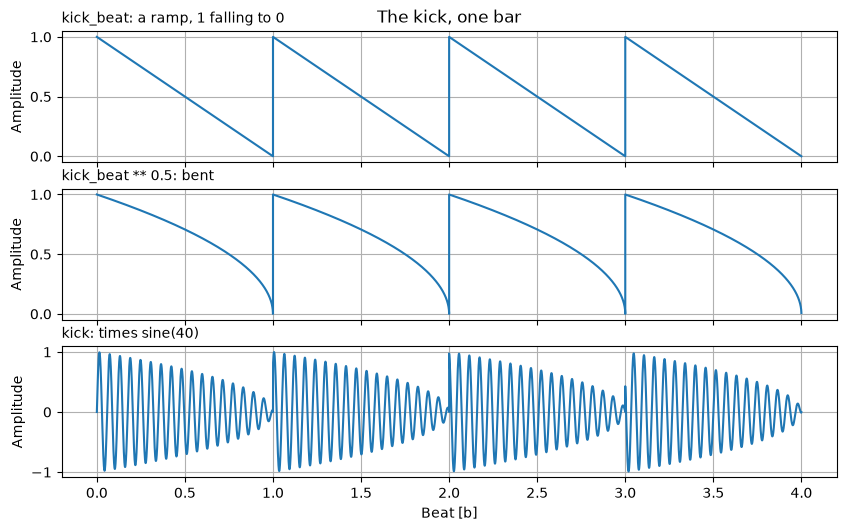 The kick, one bar
kick_beat: a ramp, 1 falling to 0
1.0
0.5
0.0
Amplitude
kick_beat ** 0.5: bent
1.0
0.5
0.0
Amplitude
kick: times sine(40)
1
0
−1
Amplitude
0.0 0.5 1.0 1.5 2.0 2.5 3.0 3.5 4.0
Beat [b]